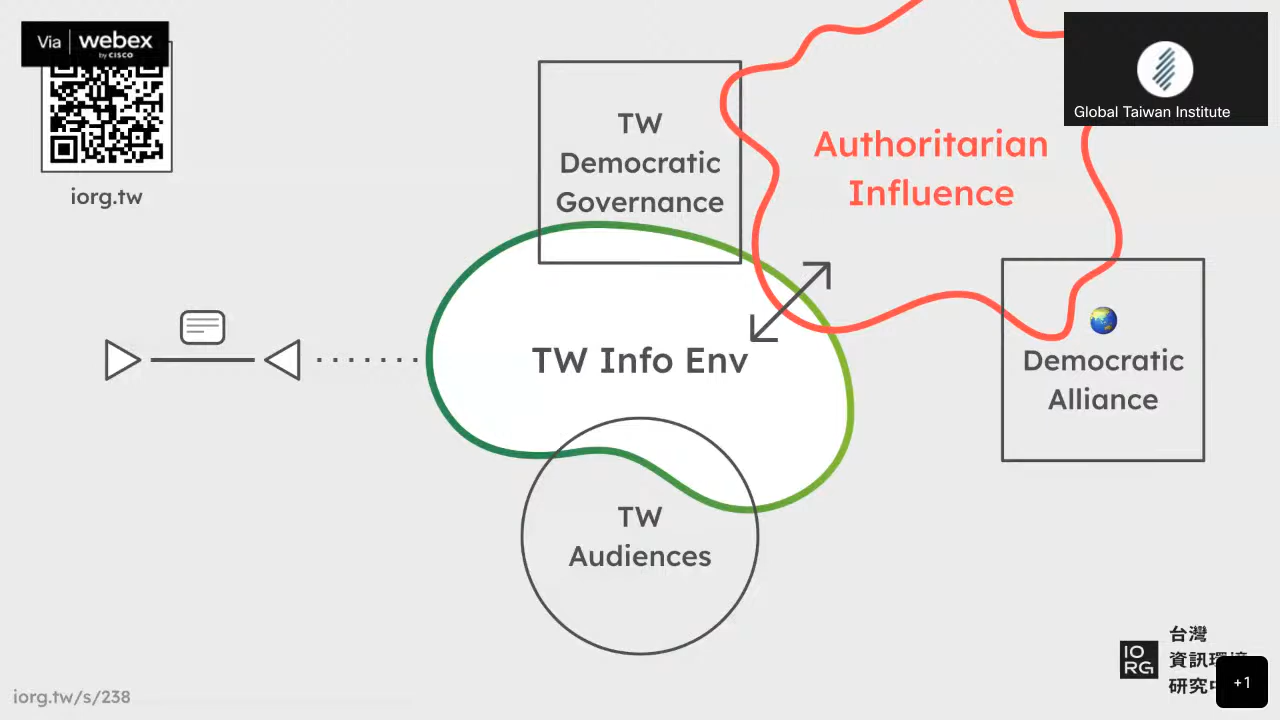 Via webex
by CISCO
iorg.tw
TW
Democratic
Governance
Authoritarian
Influence
Global Taiwan Institute
TW Info Env
Democratic
Alliance
TW
Audiences
IO
RG
台灣
資訊環境
研究
+1
iorg.tw/s/238